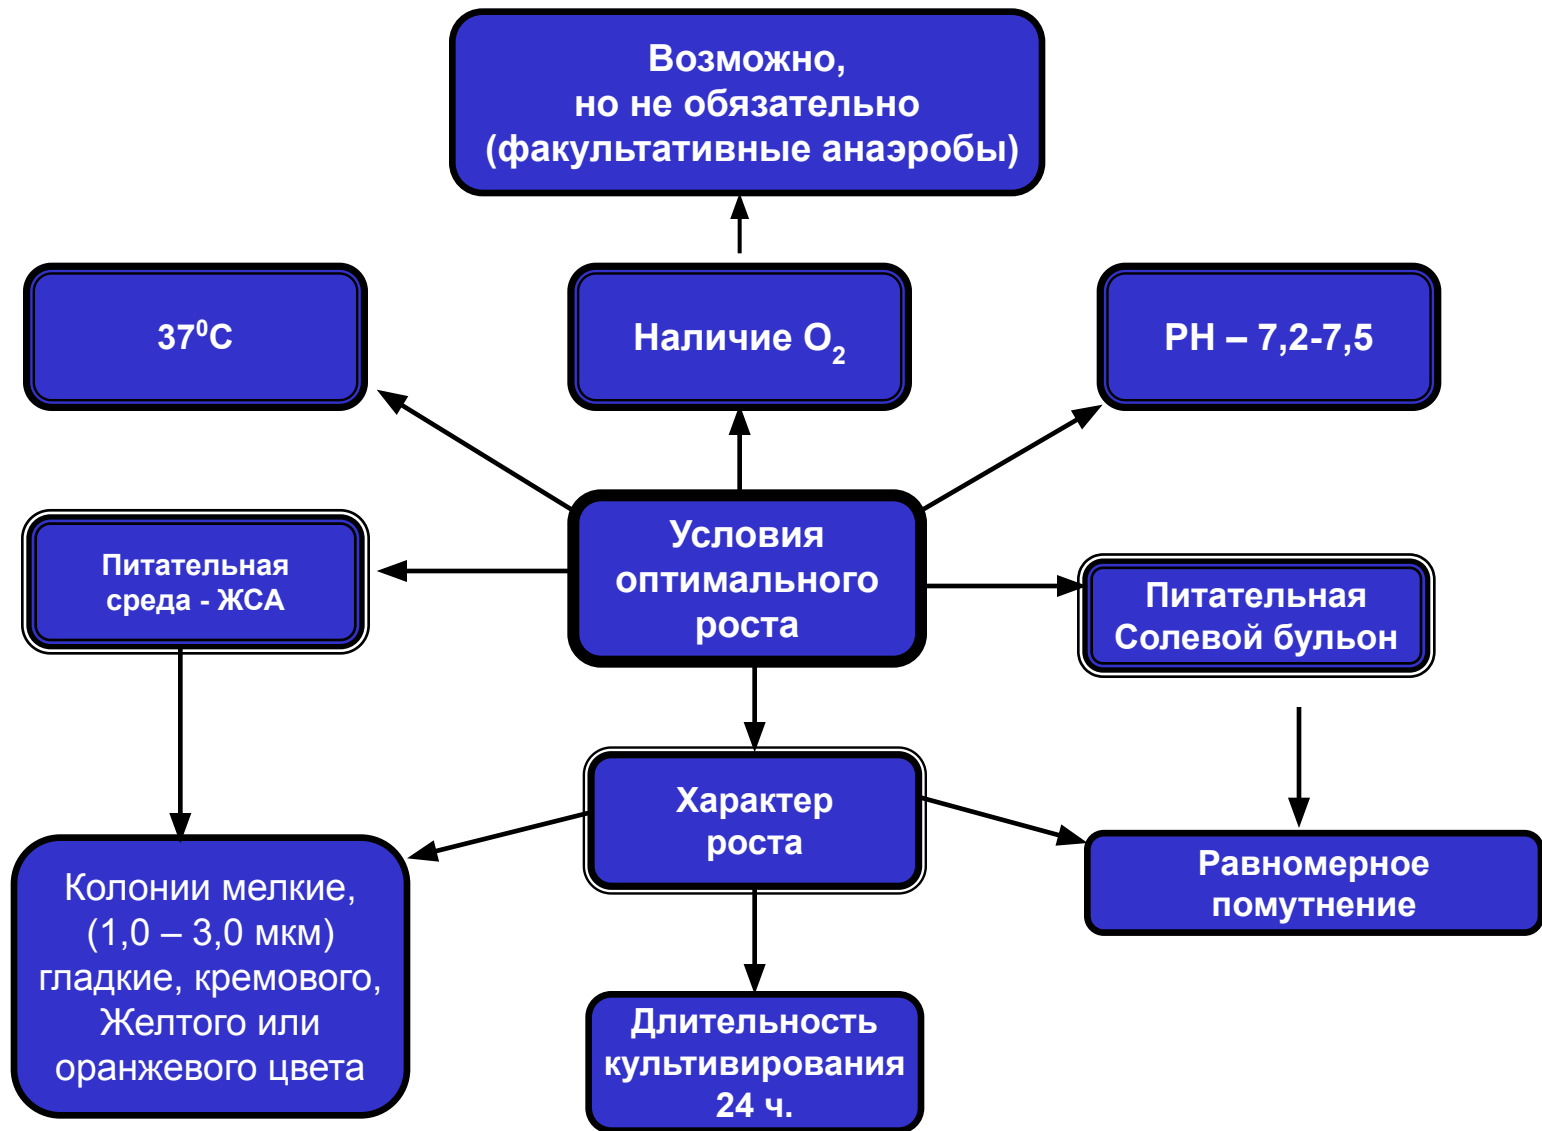 Возможно,
но не обязательно
(факультативные анаэробы)
37⁰С
Наличие О₂
РН – 7,2-7,5
Условия
оптимального
роста
Питательная
среда - ЖСА
Питательная
Солевой бульон
Характер
роста
Колонии мелкие,
(1,0 – 3,0 мкм)
гладкие, кремового,
Желтого или
оранжевого цвета
Равномерное
помутнение
Длительность
культивирования
24 ч.